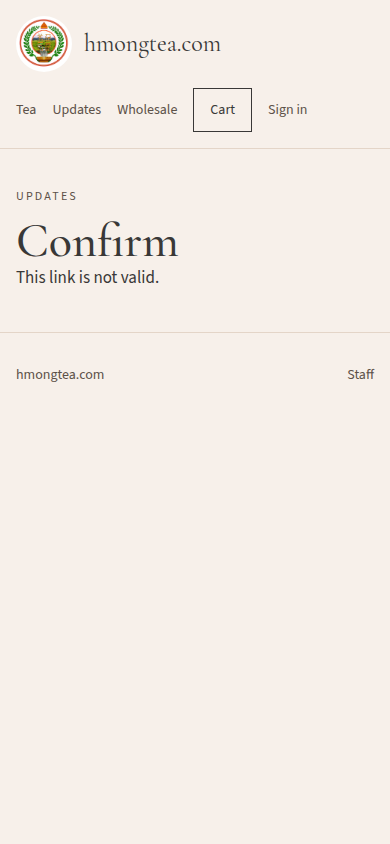 hmongtea.com
Tea Updates Wholesale Cart Sign in
UPDATES
Confirm
This link is not valid.
hmongtea.com Staff